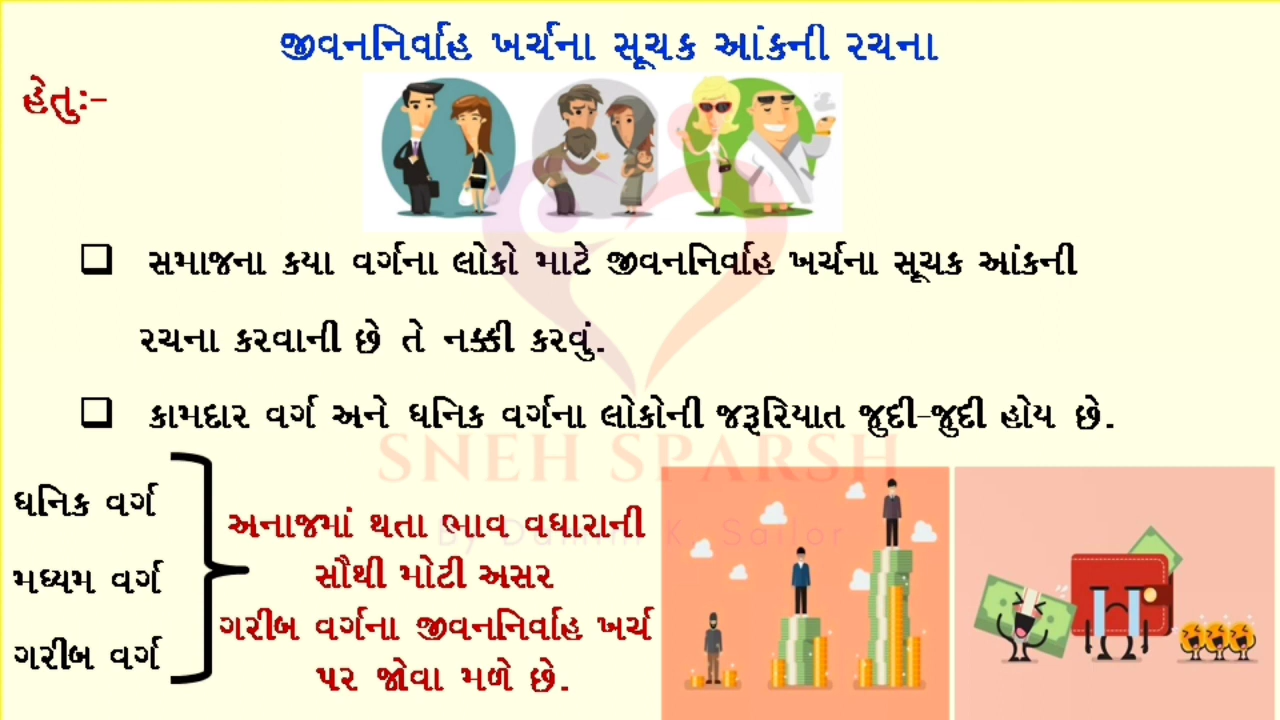 જીવનનિર્વાહ ખર્ચના સૂચક આંકની રચના
હેતુઃ-
સમાજના કયા વર્ગના લોકો માટે જીવનનિર્વાહ ખર્ચના સૂચક આંકની
રચના કરવાની છે તે નક્કી કરવું.
કામદાર વર્ગ અને ધનિક વર્ગના લોકોની જરૂરિયાત જુદી-જુદી હોય છે.
SNEH SPARSH
ધનિક વર્ગ
મધ્યમ વર્ગ
ગરીબ વર્ગ
અનાજમાં થતા ભાવ વધારાની
સૌથી મોટી અસર
ગરીબ વર્ગના જીવનનિર્વાહ ખર્ચ
પર જોવા મળે છે.
By K. Sailor